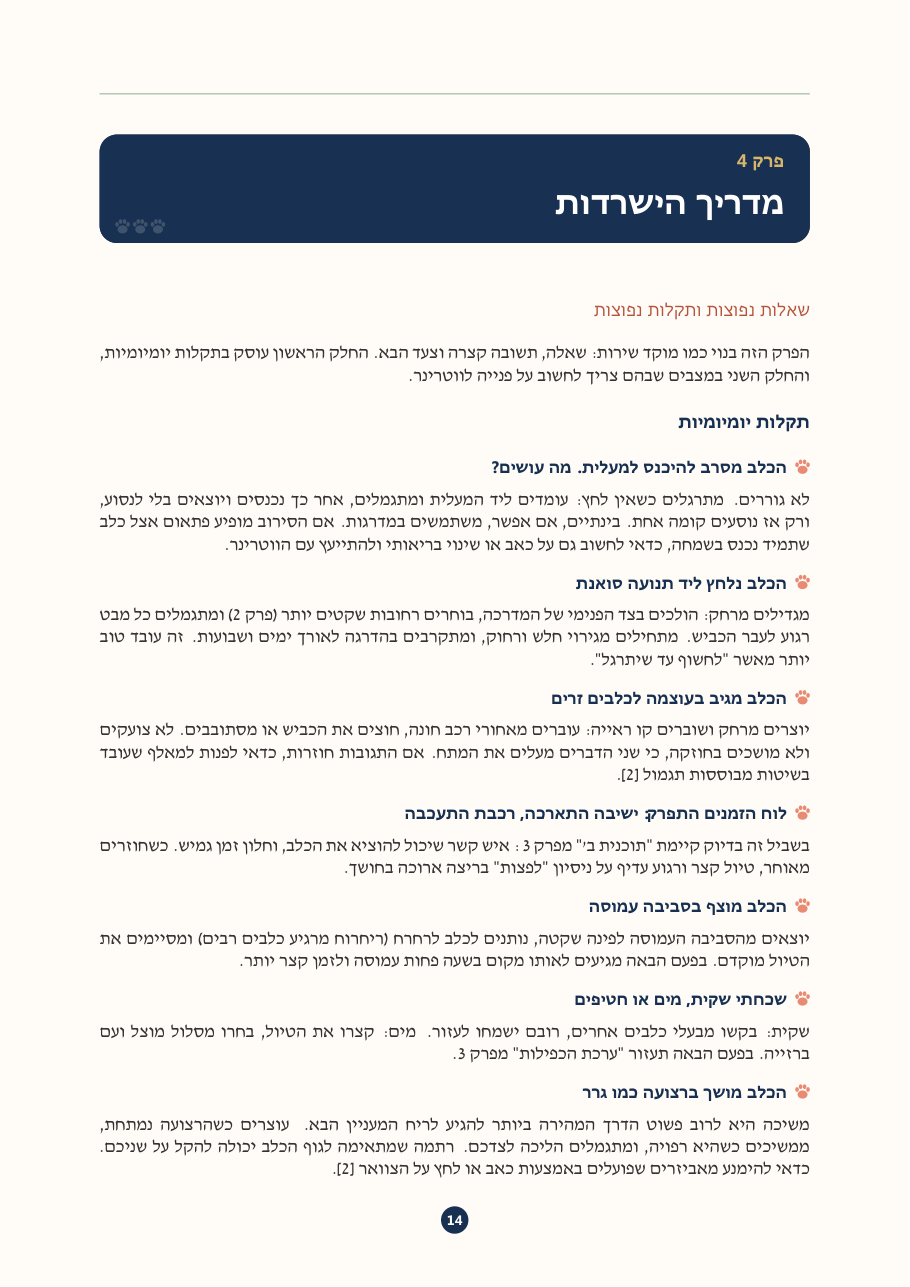 פרק 4
מדריך הישרדות
שאלות נפוצות ותקלות נפוצות
הפרק הזה בנוי כמו מוקד שירות: שאלה, תשובה קצרה וצעד הבא. החלק הראשון עוסק בתקלות יומיומיות,
והחלק השני במצבים שבהם צריך לחשוב על פנייה לווטרינר.
תקלות יומיומיות
הכלב מסרב להיכנס למעלית. מה עושים?
לא גוררים. מתרגלים כשאין לחץ: עומדים ליד המעלית ומתגמלים, אחר כך נכנסים ויוצאים בלי לנסוע,
ורק אז נוסעים קומה אחת. בינתיים, אם אפשר, משתמשים במדרגות. אם הסירוב מופיע פתאום אצל כלב
שתמיד נכנס בשמחה, כדאי לחשוב גם על כאב או שינוי בריאותי ולהתייעץ עם הווטרינר.
הכלב נלחץ ליד תנועה סואנת
מגדילים מרחק: הולכים בצד הפנימי של המדרכה, בוחרים רחובות שקטים יותר (פרק 2) ומתגמלים כל מבט
רגוע לעבר הכביש. מתחילים מגירוי חלש ורחוק, ומתקרבים בהדרגה לאורך ימים ושבועות. זה עובד טוב
יותר מאשר "לחשוף עד שיתרגל".
הכלב מגיב בעוצמה לכלבים זרים
יוצרים מרחק ושוברים קו ראייה: עוברים מאחורי רכב חונה, חוצים את הכביש או מסתובבים. לא צועקים
ולא מושכים בחוזקה, כי שני הדברים מעלים את המתח. אם התגובות חוזרות, כדאי לפנות למאלף שעובד
בשיטות מבוססות תגמול [2].
לוח הזמנים התפרק: ישיבה התארכה, רכבת התעכבה
בשביל זה בדיוק קיימת "תוכנית ב'" מפרק 3: איש קשר שיכול להוציא את הכלב, וחלון זמן גמיש. כשחוזרים
מאוחר, טיול קצר ורגוע עדיף על ניסיון "לפצות" בריצה ארוכה בחושך.
הכלב מוצף בסביבה עמוסה
יוצאים מהסביבה העמוסה לפינה שקטה, נותנים לכלב לרחרח (ריחרוח מרגיע כלבים רבים) ומסיימים את
הטיול מוקדם. בפעם הבאה מגיעים לאותו מקום בשעה פחות עמוסה ולזמן קצר יותר.
שכחתי שקית, מים או חטיפים
שקית: בקשו מבעלי כלבים אחרים, רובם ישמחו לעזור. מים: קצרו את הטיול, בחרו מסלול מוצל ועם
ברזייה. בפעם הבאה תעזור "ערכת הכפילות" מפרק 3.
הכלב מושך ברצועה כמו גרר
משיכה היא לרוב פשוט הדרך המהירה ביותר להגיע לריח המעניין הבא. עוצרים כשהרצועה נמתחת,
ממשיכים כשהיא רפויה, ומתגמלים הליכה לצדכם. רתמה שמתאימה לגוף הכלב יכולה להקל על שניכם.
כדאי להימנע מאביזרים שפועלים באמצעות כאב או לחץ על הצוואר [2].
14